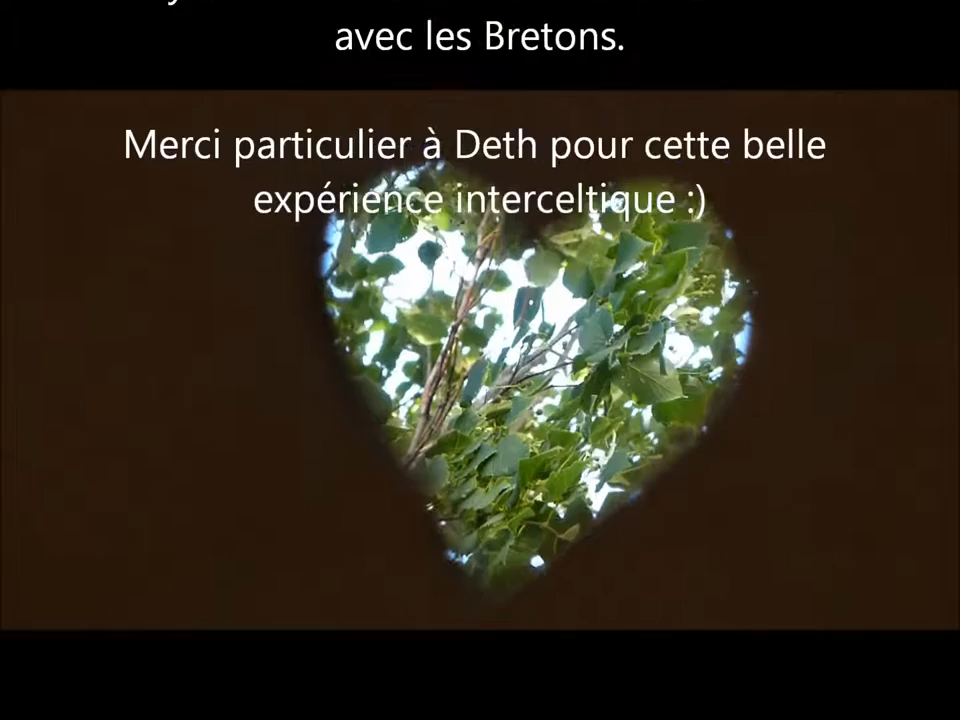 avec les Bretons.
Merci particulier à Deth pour cette belle
expérience interceltique :)